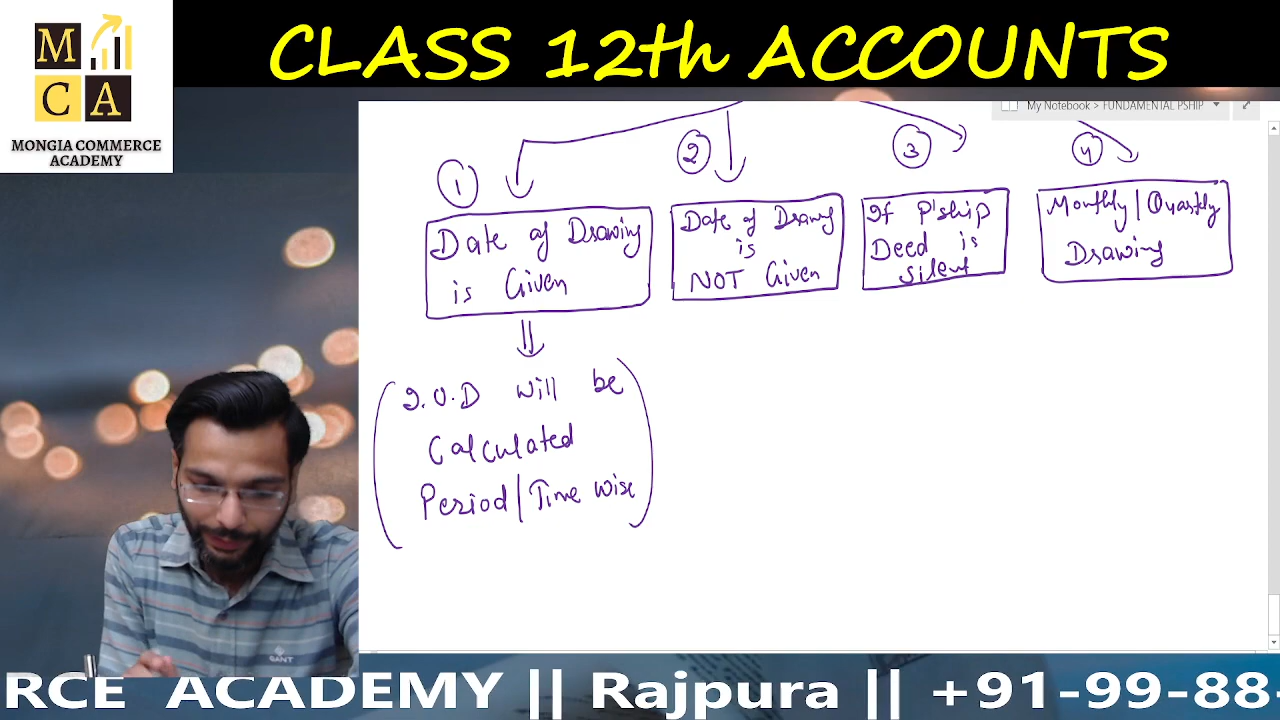 M
C A
MONGIA COMMERCE
ACADEMY
CLASS 12th ACCOUNTS
My Notebook > FUNDAMENTAL PSHIP
1
2
3
4
Date of Drawing
is Given
Date of Drawing
is
NOT Given
If P'ship
Deed is
silent
Monthly | Quartly
Drawing
I.O.D will be
Calculated
Period | Time wise
GANT
RCE ACADEMY || Rajpura || +91-99-88-